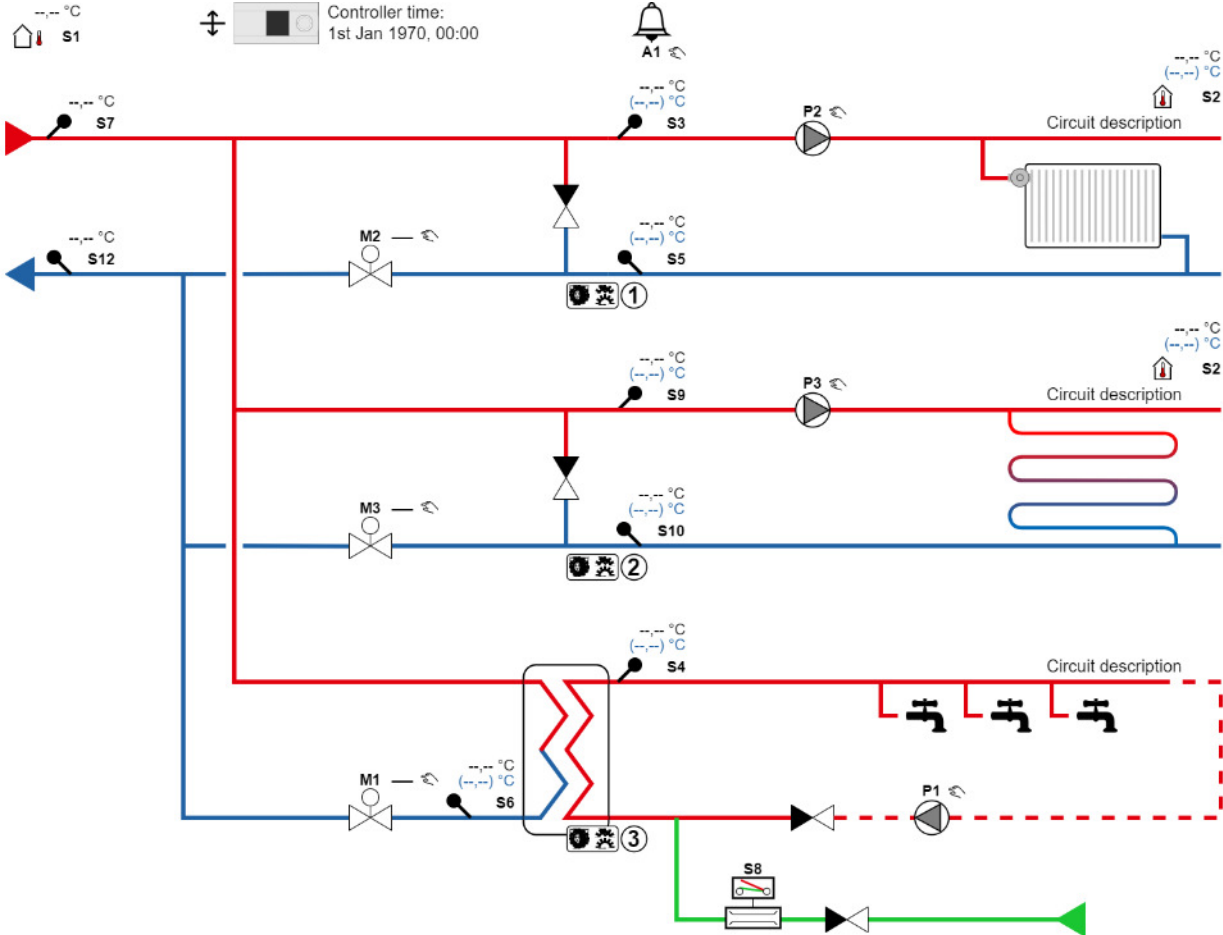 --,-- °C
S1
Controller time:
1st Jan 1970, 00:00
A1
--,-- °C
(--,--) °C
S2
--,-- °C
S7
--,-- °C
(--,--) °C
S3
P2
Circuit description
--,-- °C
S12
M2 —
--,-- °C
(--,--) °C
S5
1
--,-- °C
(--,--) °C
S2
--,-- °C
(--,--) °C
S9
P3
Circuit description
M3 —
--,-- °C
(--,--) °C
S10
2
--,-- °C
(--,--) °C
S4
Circuit description
M1 —
--,-- °C
(--,--) °C
S6
P1
3
S8